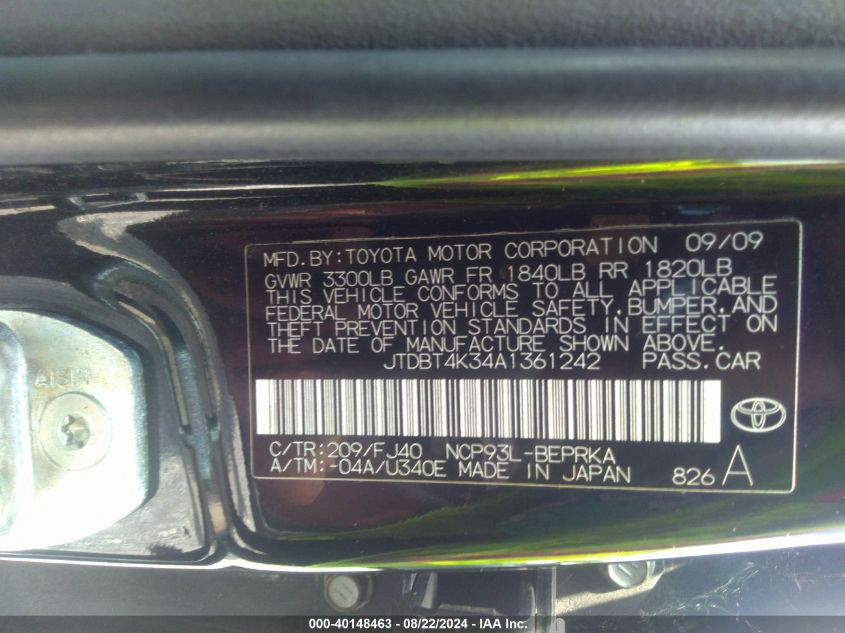 MFD.BY:TOYOTA MOTOR CORPORATION 09/09
GVWR 3300LB GAWR FR 1840LB RR 1820LB
THIS VEHICLE CONFORMS TO ALL APPLICABLE
FEDERAL MOTOR VEHICLE SAFETY,BUMPER,AND
THEFT PREVENTION STANDARDS IN EFFECT ON
THE DATE OF MANUFACTURE SHOWN ABOVE.
JTDBT4K34A1361242 PASS.CAR
AISIN
C/TR:209/FJ40 NCP93L-BEPRKA
A/TM:-04A/U340E MADE IN JAPAN 826 A
000-40148463 - 08/22/2024 - IAA Inc.